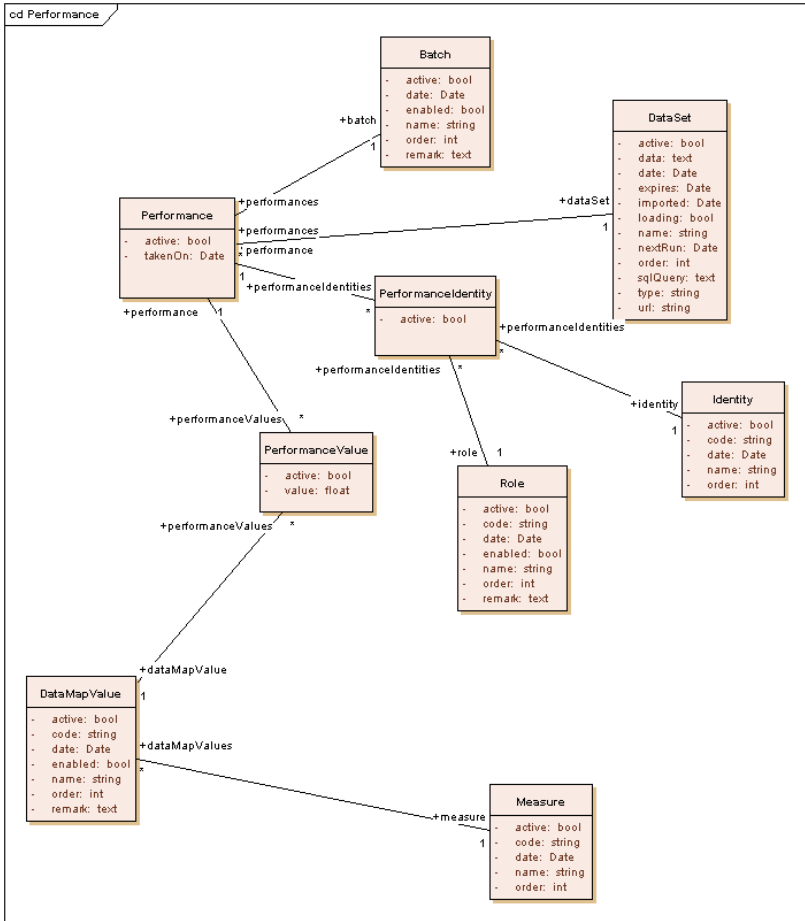 cd Performance
Batch
- active: bool
- date: Date
- enabled: bool
- name: string
- order: int
- remark: text
+batch
1
DataSet
- active: bool
- data: text
- date: Date
- expires: Date
- imported: Date
- loading: bool
- name: string
- nextRun: Date
- order: int
- sqlQuery: text
- type: string
- url: string
+dataSet
1
+performances
Performance
- active: bool
- takenOn: Date
+performances
*
+performance
1
+performanceIdentities
*
PerformanceIdentity
- active: bool
+performance
1
+performanceIdentities
*
+performanceIdentities
*
+identity
1
Identity
- active: bool
- code: string
- date: Date
- name: string
- order: int
+performanceValues
*
PerformanceValue
- active: bool
- value: float
+role
1
Role
- active: bool
- code: string
- date: Date
- enabled: bool
- name: string
- order: int
- remark: text
+performanceValues
*
+dataMapValue
1
DataMapValue
- active: bool
- code: string
- date: Date
- enabled: bool
- name: string
- order: int
- remark: text
+dataMapValues
*
+measure
1
Measure
- active: bool
- code: string
- date: Date
- name: string
- order: int